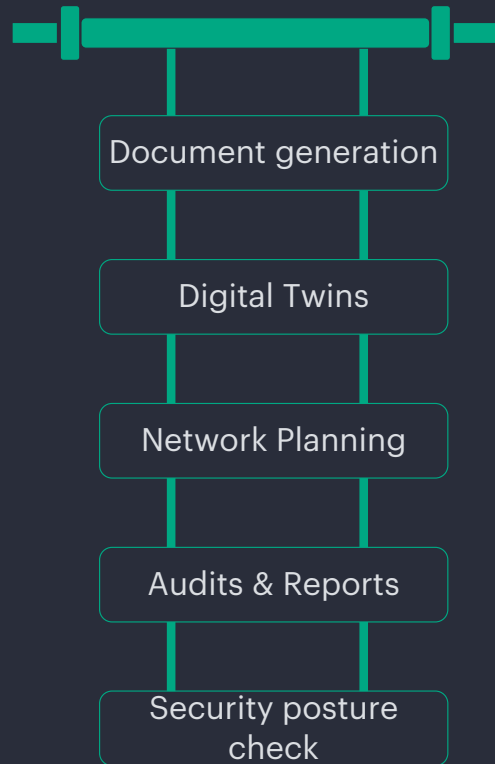 Document generation
Digital Twins
Network Planning
Audits & Reports
Security posture
check